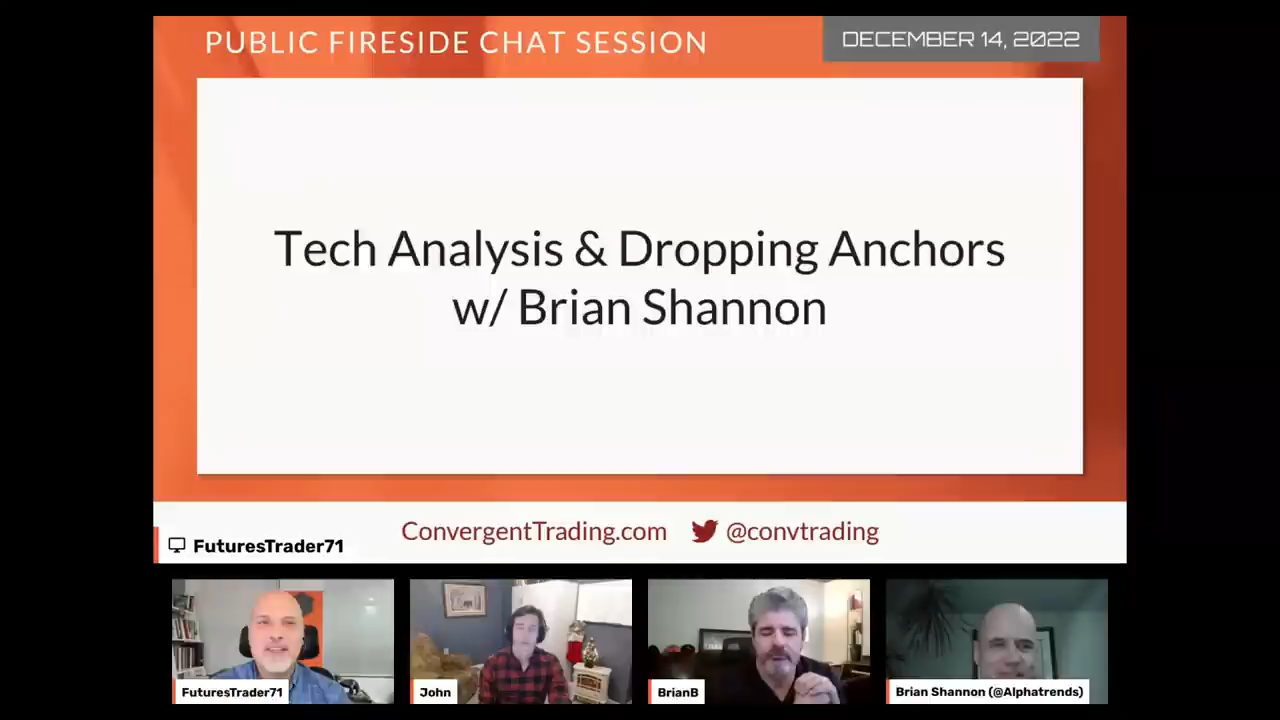 PUBLIC FIRESIDE CHAT SESSION
DECEMBER 14, 2022
Tech Analysis & Dropping Anchors
w/ Brian Shannon
FuturesTrader71
ConvergentTrading.com @convtrading
FuturesTrader71
John
BrianB
Brian Shannon (@Alphatrends)